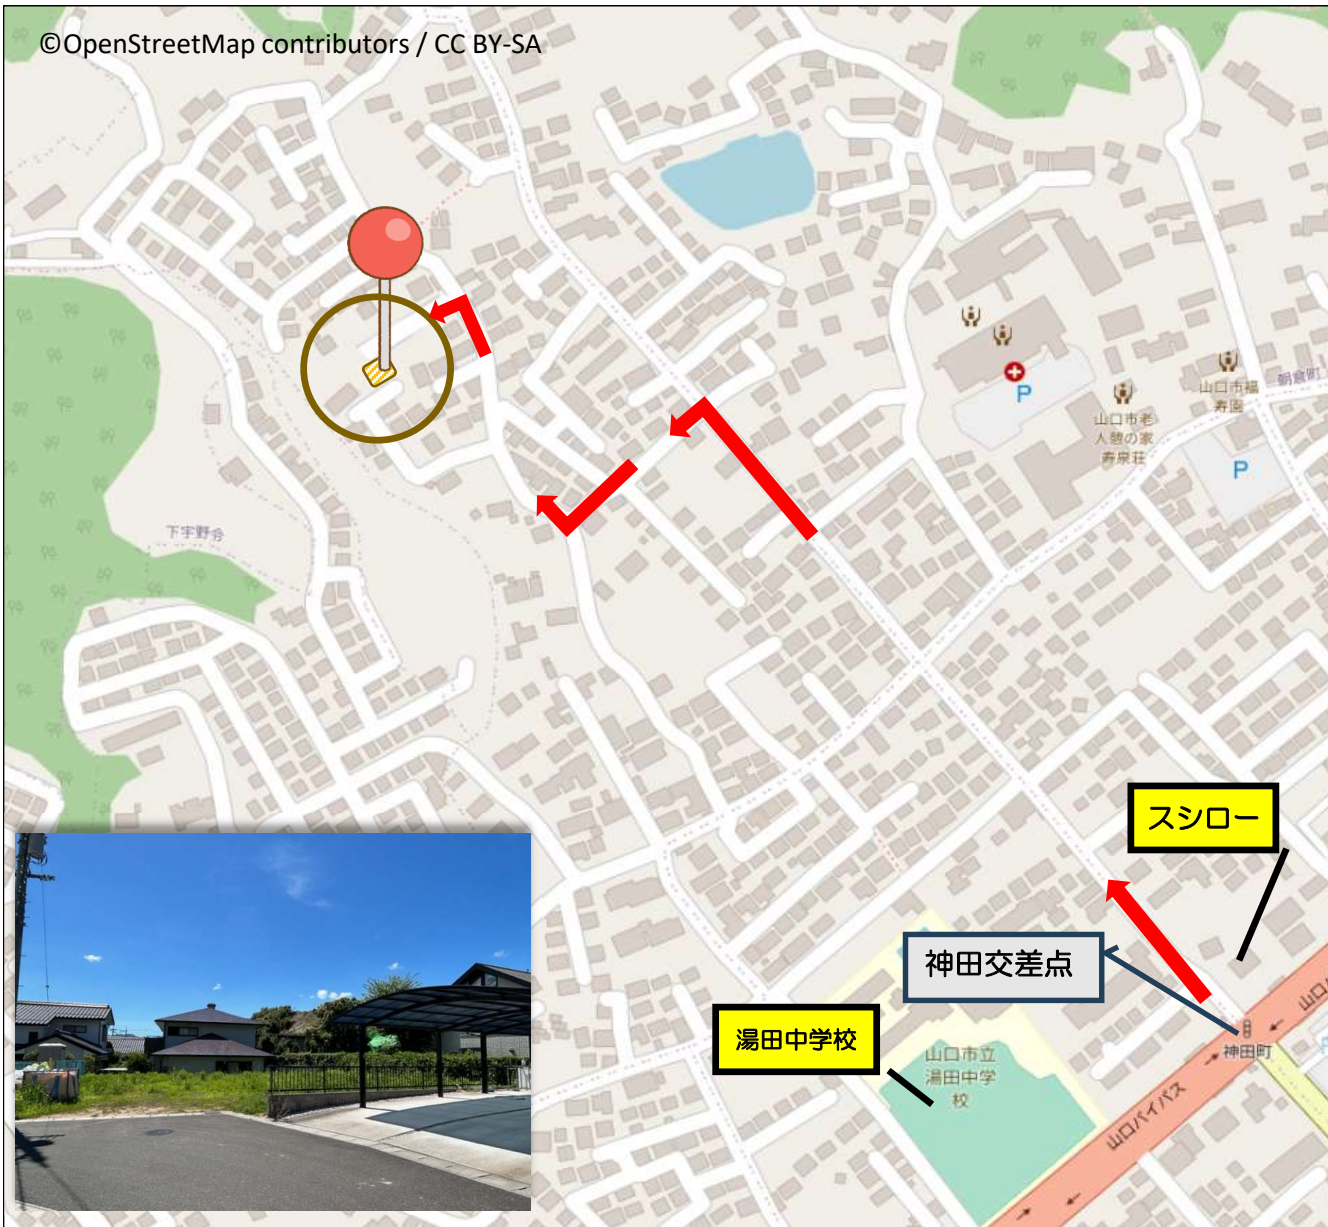 ©OpenStreetMap contributors / CC BY-SA
朝倉町
山口市福
寿園
山口市老
人憩の家
寿泉荘
P
P
下宇野令
スシロー
神田交差点
湯田中学校
神田町
山口市立
湯田中学
校
山口バイパス